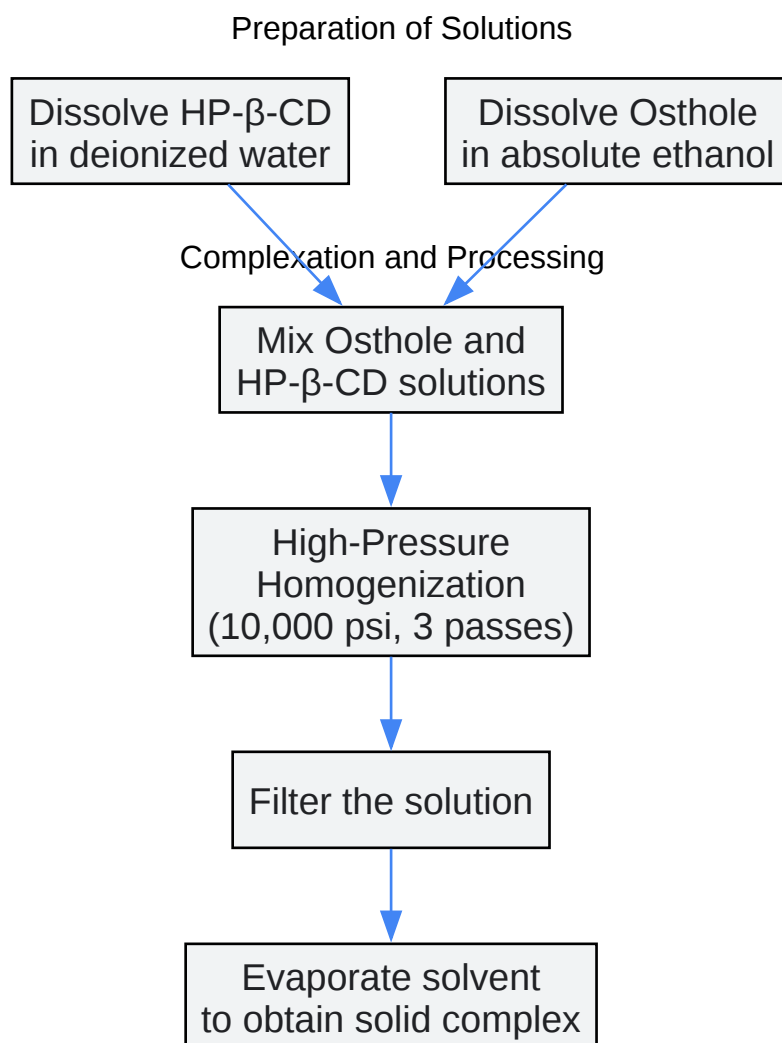 Preparation of Solutions
Dissolve HP-β-CD
in deionized water
Dissolve Osthole
in absolute ethanol
Complexation and Processing
Mix Osthole and
HP-β-CD solutions
High-Pressure
Homogenization
(10,000 psi, 3 passes)
Filter the solution
Evaporate solvent
to obtain solid complex